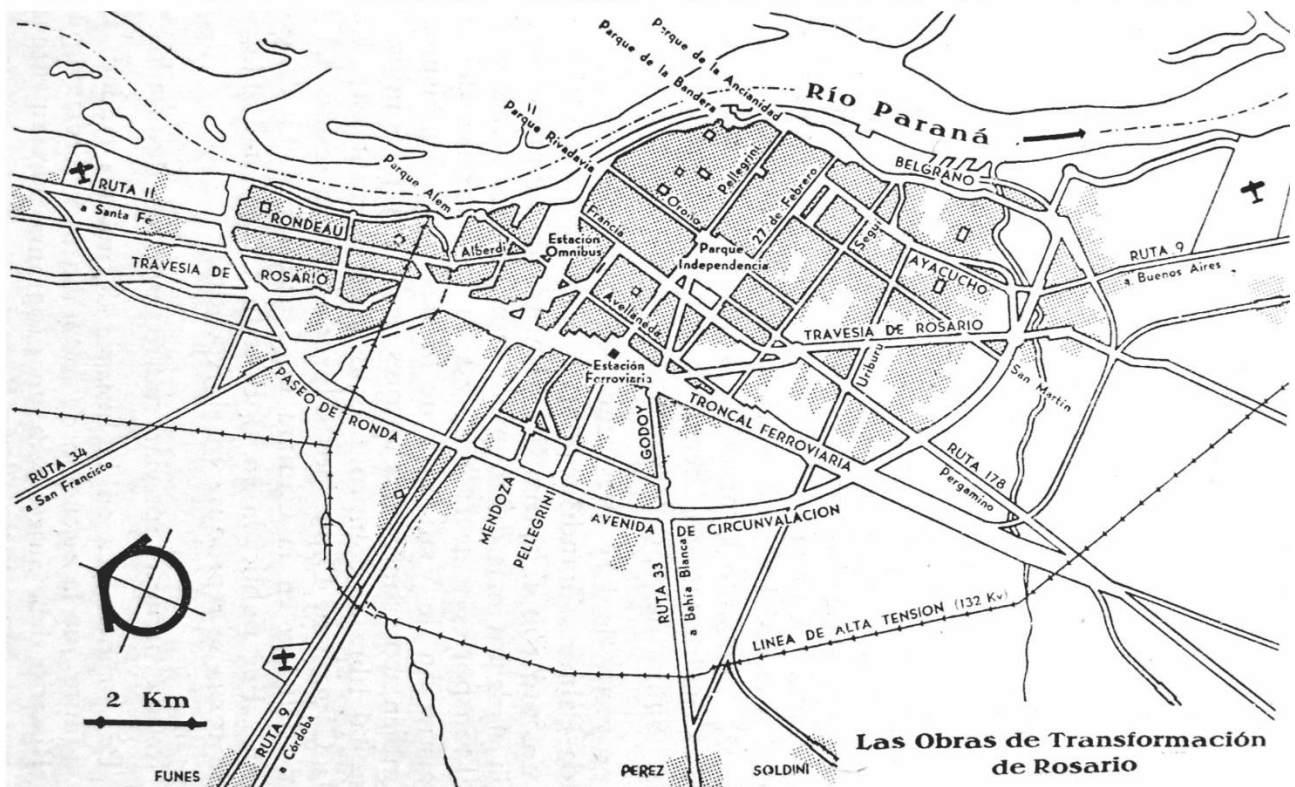 Parque de la Ancianidad
Parque de la Bandera
Río Paraná
Parque Rivadavia
Parque Alem
BELGRANO
RUTA 11
a Santa Fe
RONDEAU
Pellegrini
27 de Febrero
Oroño
Francia
Segui
Estación
Omnibus
Alberdi
Parque
Independencia
RUTA 9
a Buenos Aires
TRAVESIA DE ROSARIO
AYACUCHO
Avellaneda
TRAVESIA DE ROSARIO
Estación
Ferroviaria
Uriburu
San Martín
PASEO DE RONDA
TRONCAL FERROVIARIA
GODOY
RUTA 34
a San Francisco
RUTA 178
Pergamino
MENDOZA
PELLEGRINI
AVENIDA DE CIRCUNVALACION
RUTA 33
a Bahía Blanca
LINEA DE ALTA TENSION (132 Kv)
2 Km
RUTA 9
a Córdoba
FUNES
PEREZ
SOLDINI
Las Obras de Transformación
de Rosario